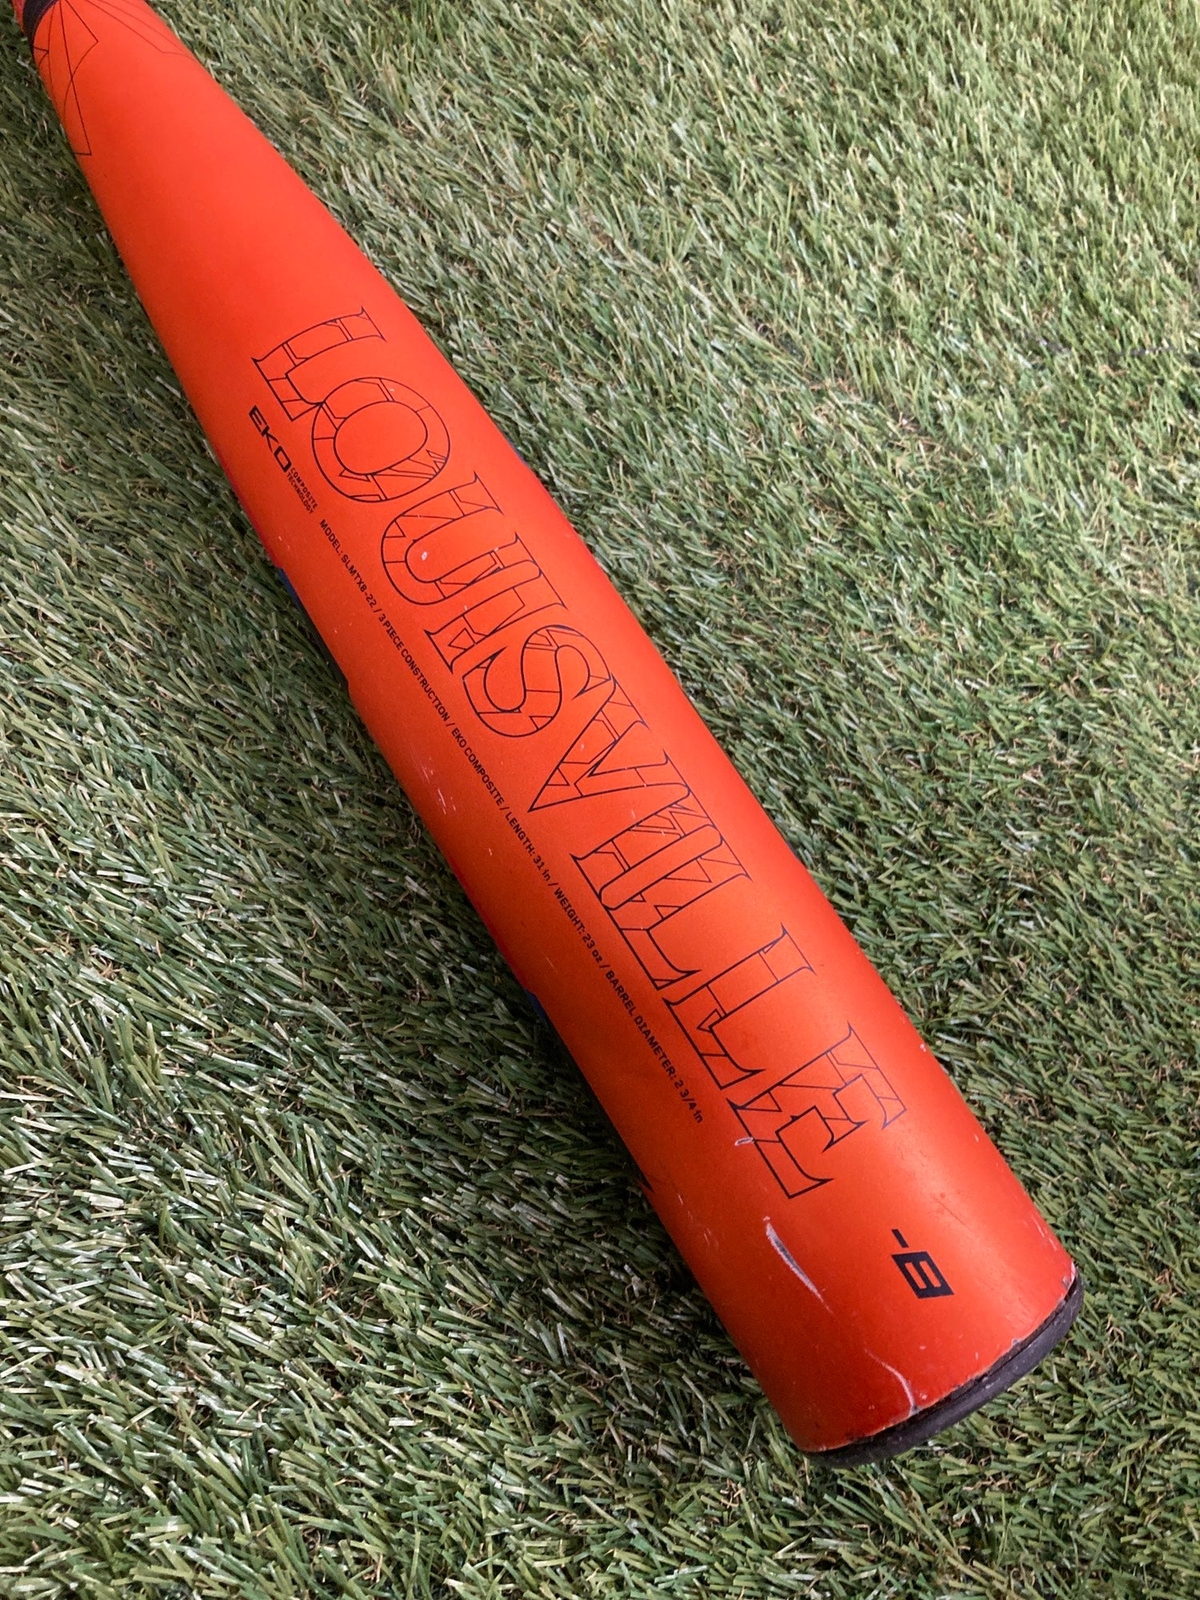 LOUISVILLE
EKO COMPOSITE
TECHNOLOGY
MODEL: SLMTX8-22 / 3 PIECE CONSTRUCTION / EKO COMPOSITE / LENGTH: 31 in / WEIGHT: 23 oz / BARREL DIAMETER: 2 3/4 in
-8